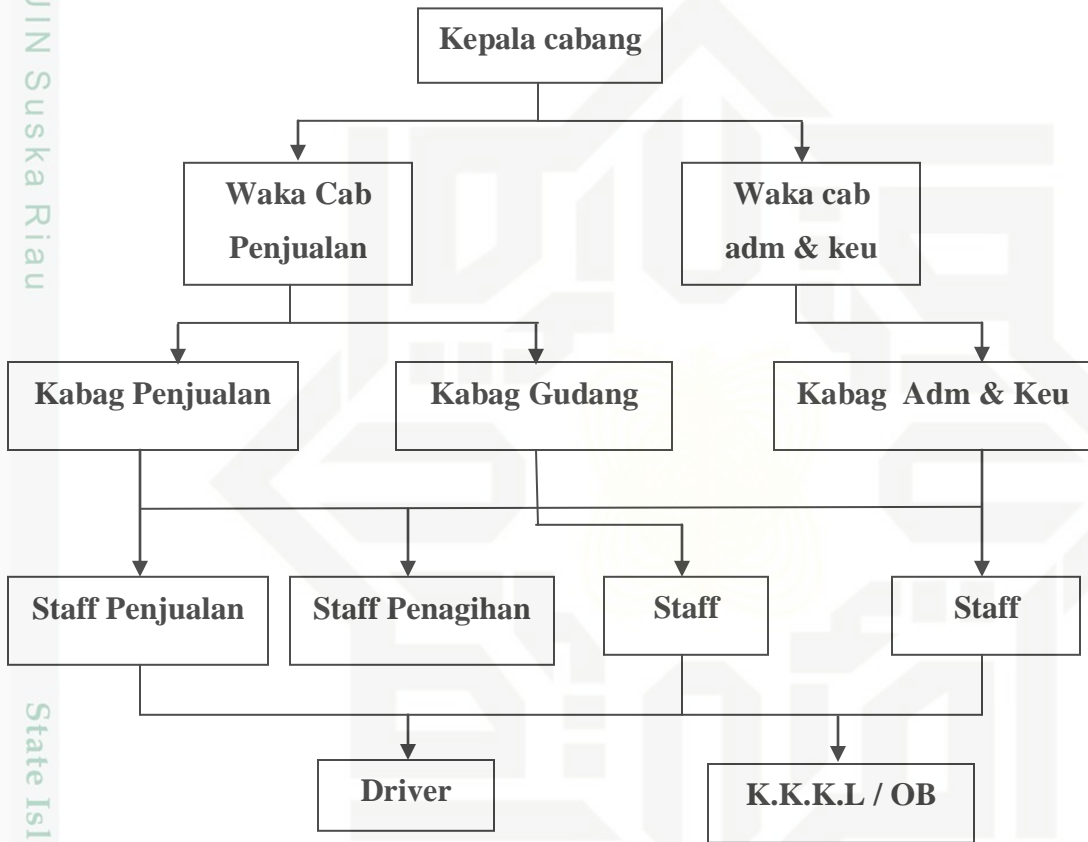 UIN Suska Riau
State Isl
Kepala cabang
Waka Cab
Penjualan
Waka cab
adm & keu
Kabag Penjualan
Kabag Gudang
Kabag Adm & Keu
Staff Penjualan
Staff Penagihan
Staff
Staff
Driver
K.K.K.L / OB